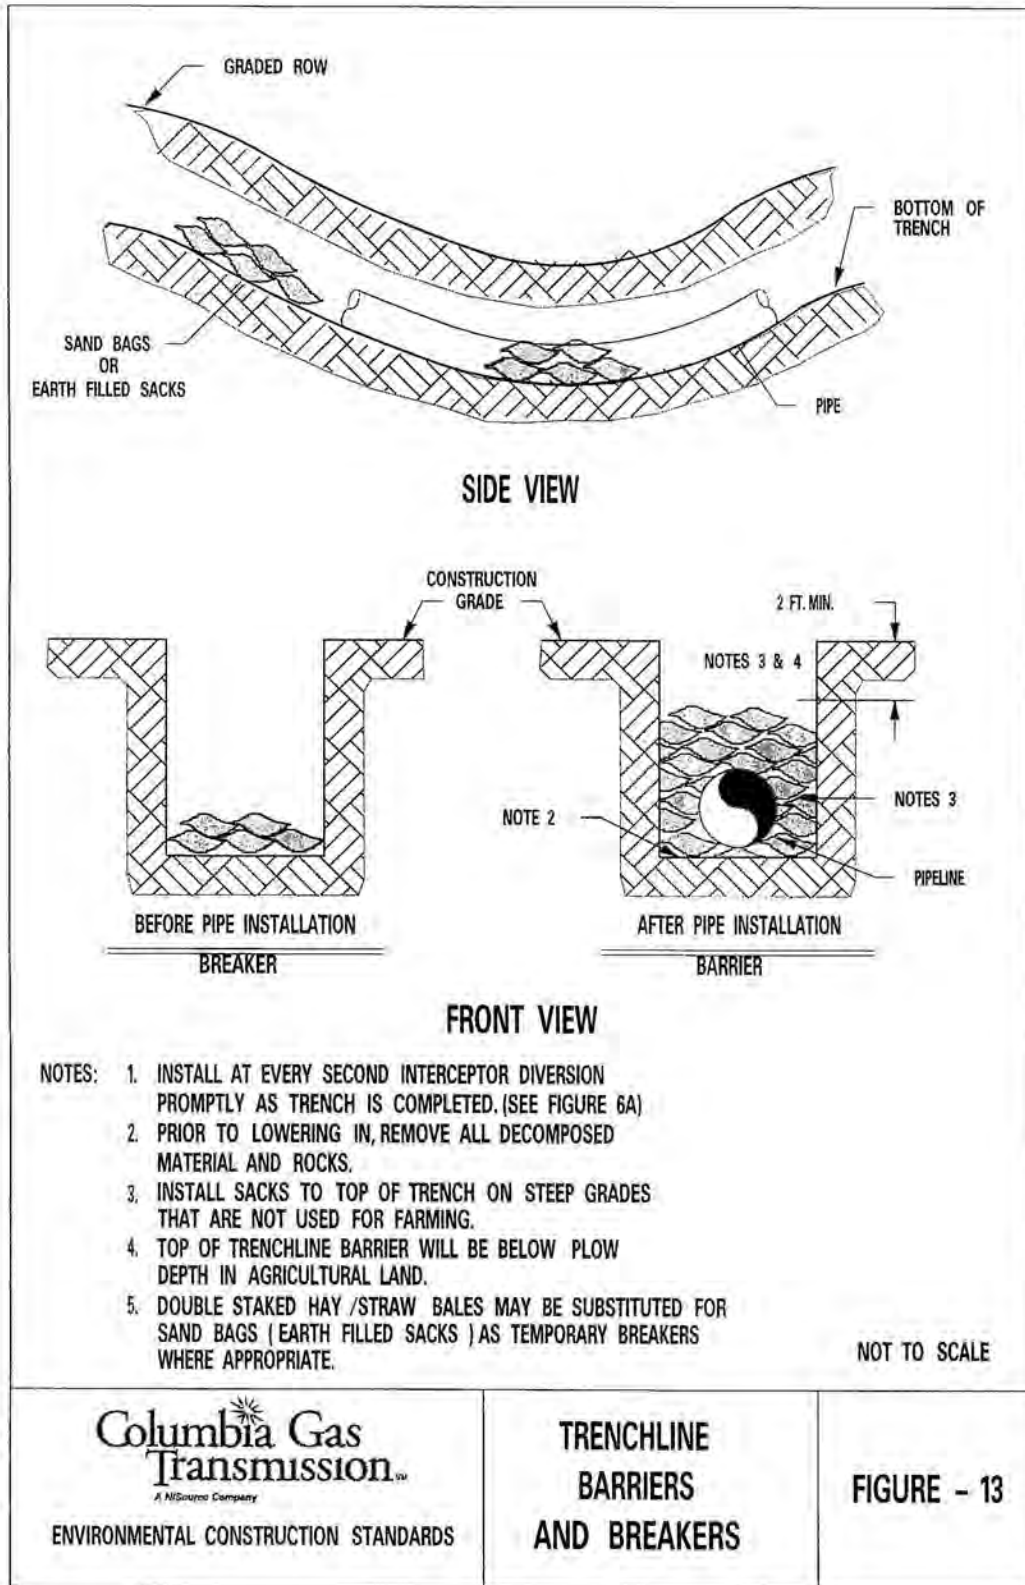 GRADED ROW
BOTTOM OF
TRENCH
SAND BAGS
OR
EARTH FILLED SACKS
PIPE
SIDE VIEW
CONSTRUCTION
GRADE
2 FT. MIN.
NOTES 3 & 4
NOTE 2
NOTES 3
PIPELINE
BEFORE PIPE INSTALLATION
BREAKER
AFTER PIPE INSTALLATION
BARRIER
FRONT VIEW
NOTES: 1. INSTALL AT EVERY SECOND INTERCEPTOR DIVERSION
PROMPTLY AS TRENCH IS COMPLETED. (SEE FIGURE 6A)
2. PRIOR TO LOWERING IN, REMOVE ALL DECOMPOSED
MATERIAL AND ROCKS.
3. INSTALL SACKS TO TOP OF TRENCH ON STEEP GRADES
THAT ARE NOT USED FOR FARMING.
4. TOP OF TRENCHLINE BARRIER WILL BE BELOW PLOW
DEPTH IN AGRICULTURAL LAND.
5. DOUBLE STAKED HAY /STRAW BALES MAY BE SUBSTITUTED FOR
SAND BAGS ( EARTH FILLED SACKS ) AS TEMPORARY BREAKERS
WHERE APPROPRIATE.
NOT TO SCALE
Columbia Gas
Transmission℠
A NiSource Company
ENVIRONMENTAL CONSTRUCTION STANDARDS
TRENCHLINE
BARRIERS
AND BREAKERS
FIGURE - 13